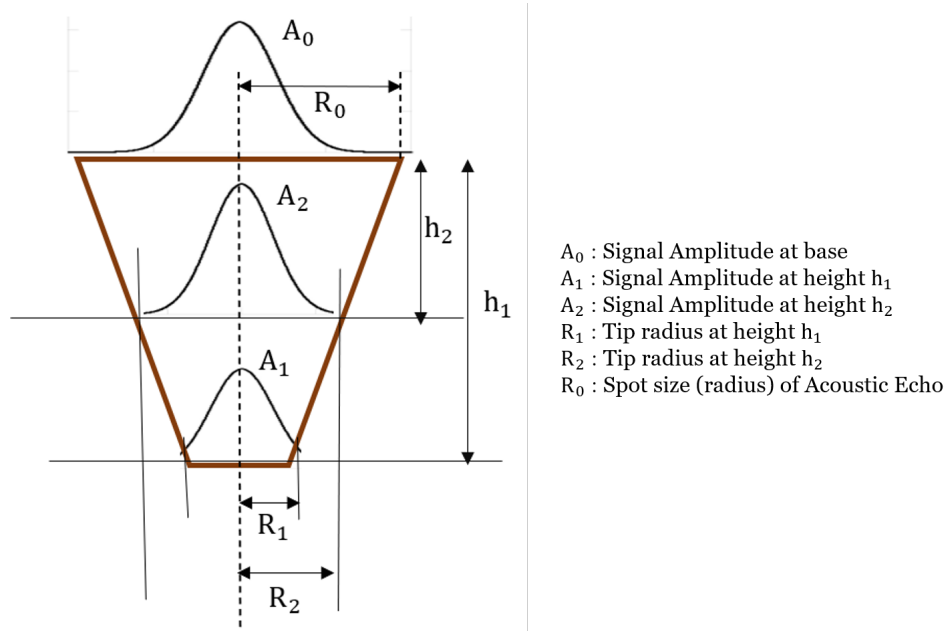 A₀
R₀
A₂
h₂
h₁
A₁
R₁
R₂
A₀ : Signal Amplitude at base
A₁ : Signal Amplitude at height h₁
A₂ : Signal Amplitude at height h₂
R₁ : Tip radius at height h₁
R₂ : Tip radius at height h₂
R₀ : Spot size (radius) of Acoustic Echo